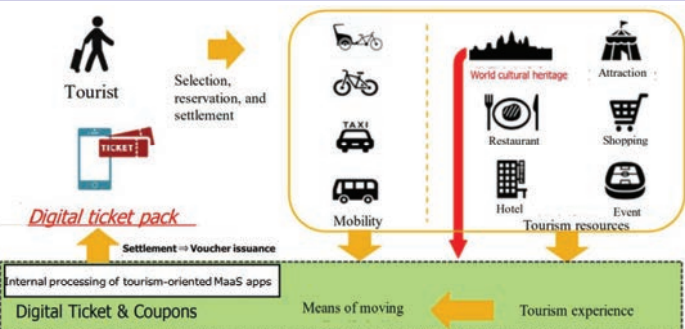 Tourist
Selection,
reservation, and
settlement
TICKET
Digital ticket pack
TAXI
Mobility
World cultural heritage
Attraction
Restaurant
Shopping
Hotel
Event
Tourism resources
Settlement ⇒ Voucher issuance
Internal processing of tourism-oriented MaaS apps
Digital Ticket & Coupons
Means of moving
Tourism experience